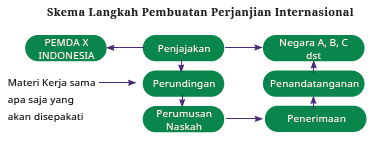 Skema Langkah Pembuatan Perjanjian Internasional
PEMDA X
INDONESIA
Penjajakan
Negara A, B, C
dst
Materi Kerja sama
apa saja yang
akan disepakati
Perundingan
Penandatanganan
Perumusan
Naskah
Penerimaan